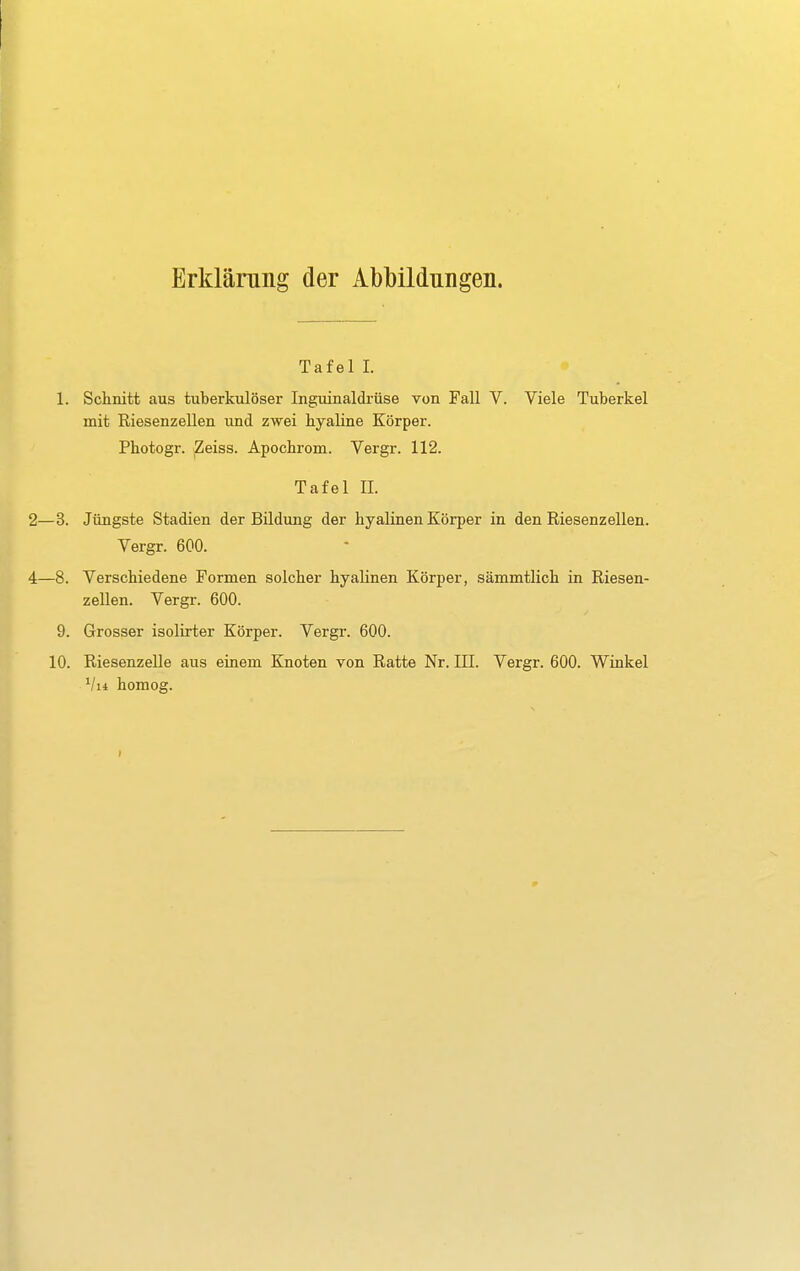 Erklärung der Abbildungen.
Tafel I.
1. Schnitt aus tuberkulöser Inguinaldrüse von Fall V. Viele Tuberkel
mit Riesenzellen und zwei hyaline Körper.
Photogr. Zeiss. Apochrom. Vergr. 112.
Tafel II.
2—3. Jüngste Stadien der Bildung der hyalinen Körper in den Riesenzellen.
Vergr. 600.
4—8. Verschiedene Formen solcher hyalinen Körper, sämmtlich in Riesen-
zellen. Vergr. 600.
9. Grosser isolirter Körper. Vergr. 600.
10. Riesenzelle aus einem Knoten von Ratte Nr. III. Vergr. 600. Winkel
1/14 homog.